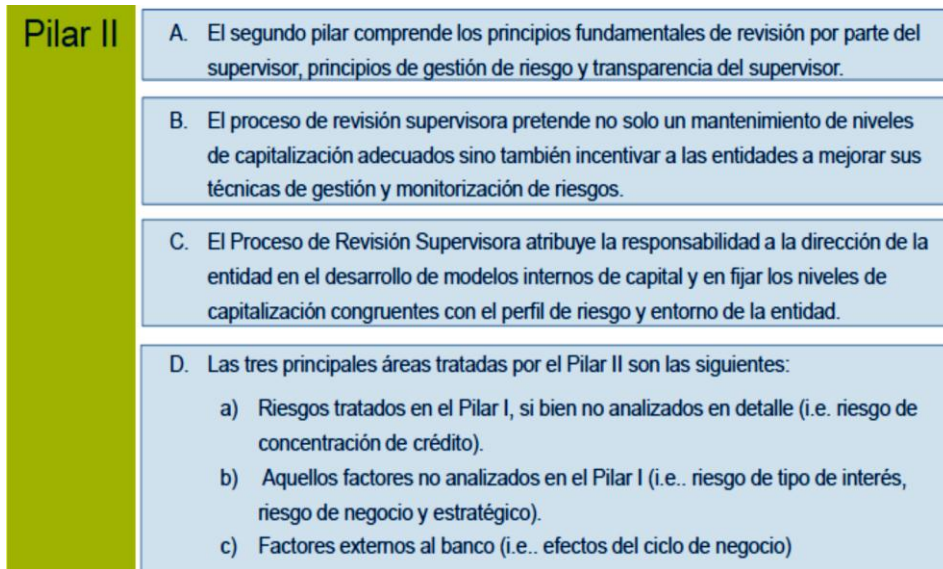 Pilar II
A. El segundo pilar comprende los principios fundamentales de revisión por parte del
supervisor, principios de gestión de riesgo y transparencia del supervisor.
B. El proceso de revisión supervisora pretende no solo un mantenimiento de niveles
de capitalización adecuados sino también incentivar a las entidades a mejorar sus
técnicas de gestión y monitorización de riesgos.
C. El Proceso de Revisión Supervisora atribuye la responsabilidad a la dirección de la
entidad en el desarrollo de modelos internos de capital y en fijar los niveles de
capitalización congruentes con el perfil de riesgo y entorno de la entidad.
D. Las tres principales áreas tratadas por el Pilar II son las siguientes:
a) Riesgos tratados en el Pilar I, si bien no analizados en detalle (i.e. riesgo de
concentración de crédito).
b) Aquellos factores no analizados en el Pilar I (i.e.. riesgo de tipo de interés,
riesgo de negocio y estratégico).
c) Factores externos al banco (i.e.. efectos del ciclo de negocio)